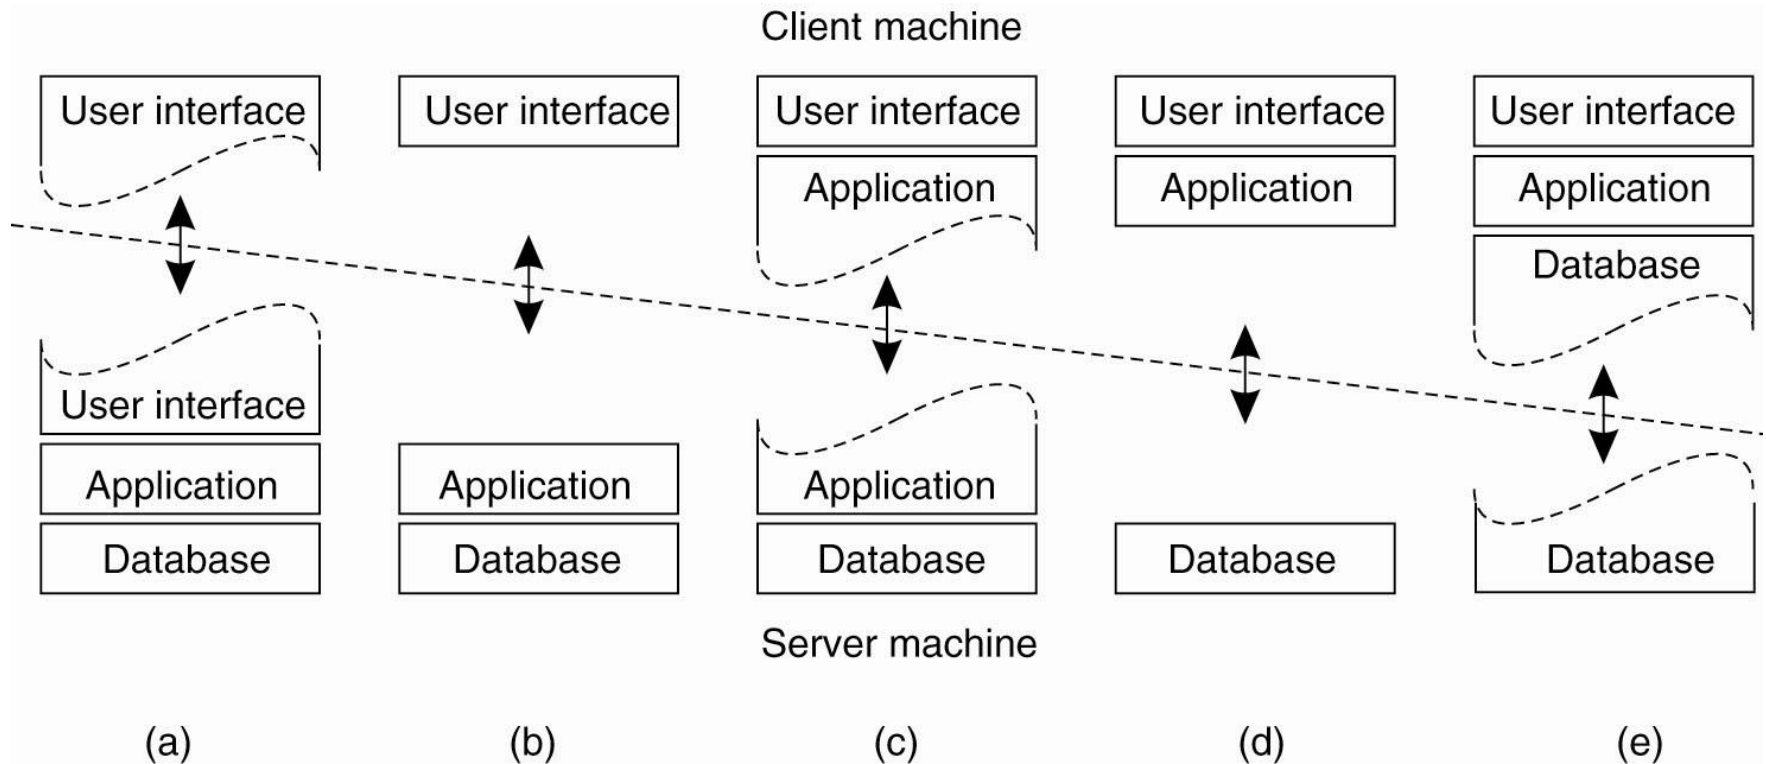 Client machine
User interface
User interface
User interface
User interface
User interface
Application
Application
Application
Database
User interface
Application
Application
Application
Database
Database
Database
Database
Database
Server machine
(a)
(b)
(c)
(d)
(e)